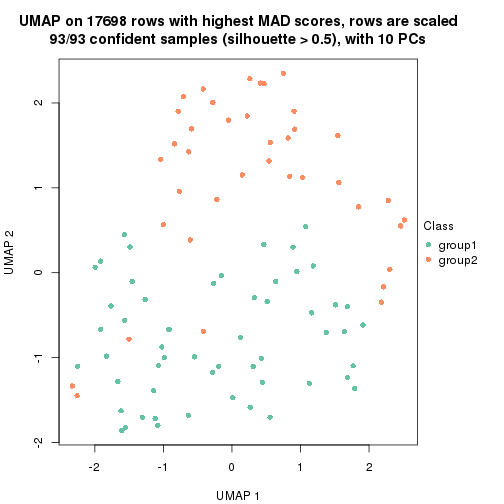 UMAP on 17698 rows with highest MAD scores, rows are scaled
93/93 confident samples (silhouette > 0.5), with 10 PCs
2
1
0
-1
-2
UMAP 2
-2
-1
0
1
2
UMAP 1
Class
group1
group2